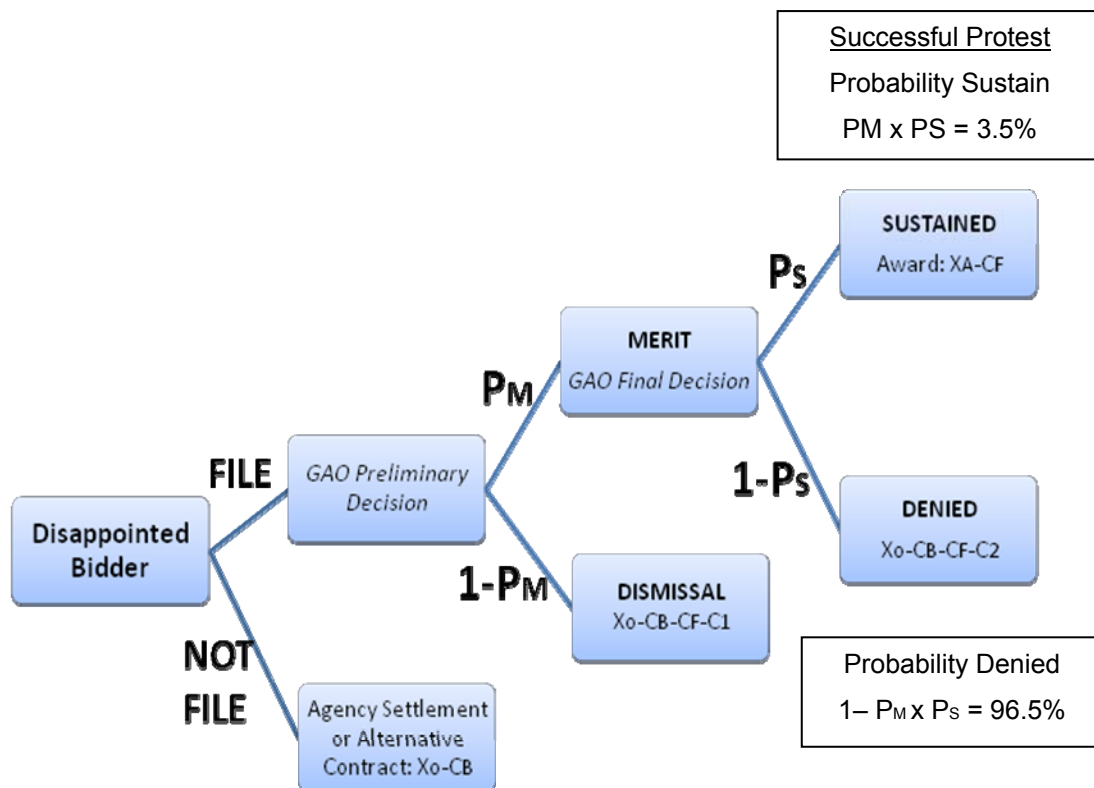 Successful Protest
Probability Sustain
PM x PS = 3.5%
SUSTAINED
Award: XA-CF
PS
MERIT
GAO Final Decision
PM
FILE
GAO Preliminary
Decision
1-PS
DENIED
Xo-CB-CF-C2
Disappointed
Bidder
1-PM
DISMISSAL
Xo-CB-CF-C1
NOT
FILE
Agency Settlement
or Alternative
Contract: Xo-CB
Probability Denied
1– PM x PS = 96.5%